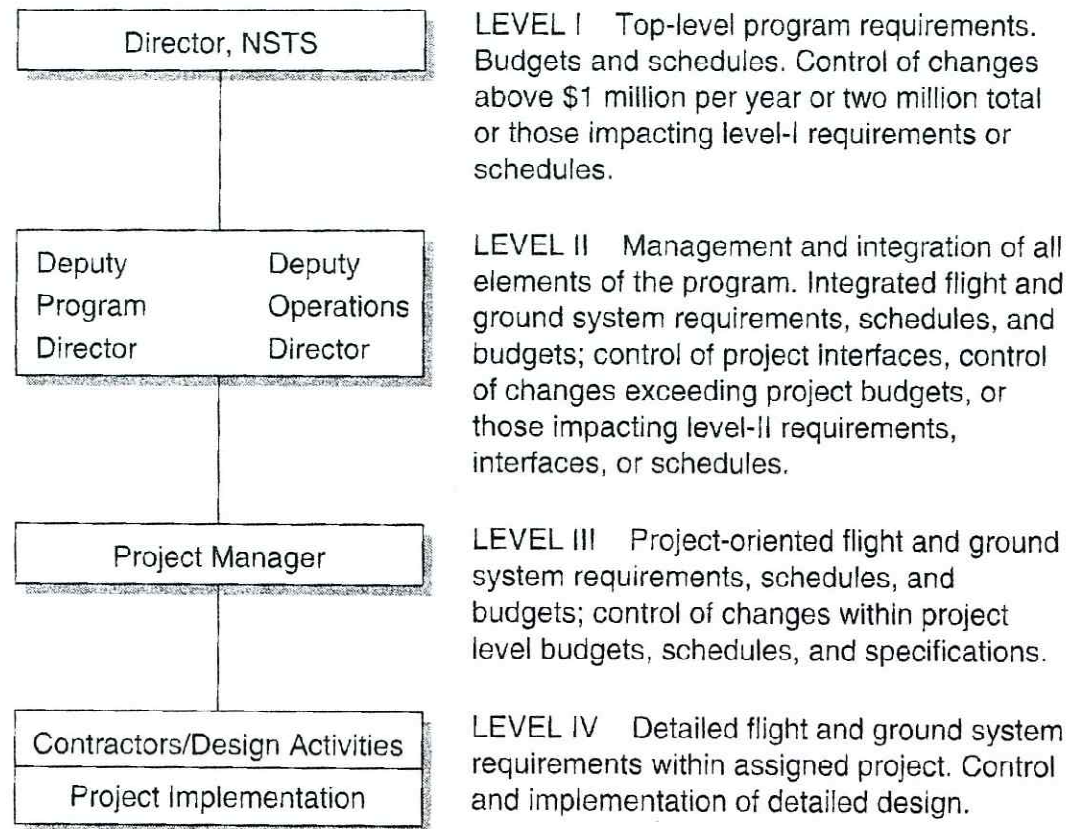 Director, NSTS
LEVEL I Top-level program requirements.
Budgets and schedules. Control of changes
above $1 million per year or two million total
or those impacting level-I requirements or
schedules.
Deputy Deputy
Program Operations
Director Director
LEVEL II Management and integration of all
elements of the program. Integrated flight and
ground system requirements, schedules, and
budgets; control of project interfaces, control
of changes exceeding project budgets, or
those impacting level-II requirements,
interfaces, or schedules.
Project Manager
LEVEL III Project-oriented flight and ground
system requirements, schedules, and
budgets; control of changes within project
level budgets, schedules, and specifications.
Contractors/Design Activities
Project Implementation
LEVEL IV Detailed flight and ground system
requirements within assigned project. Control
and implementation of detailed design.